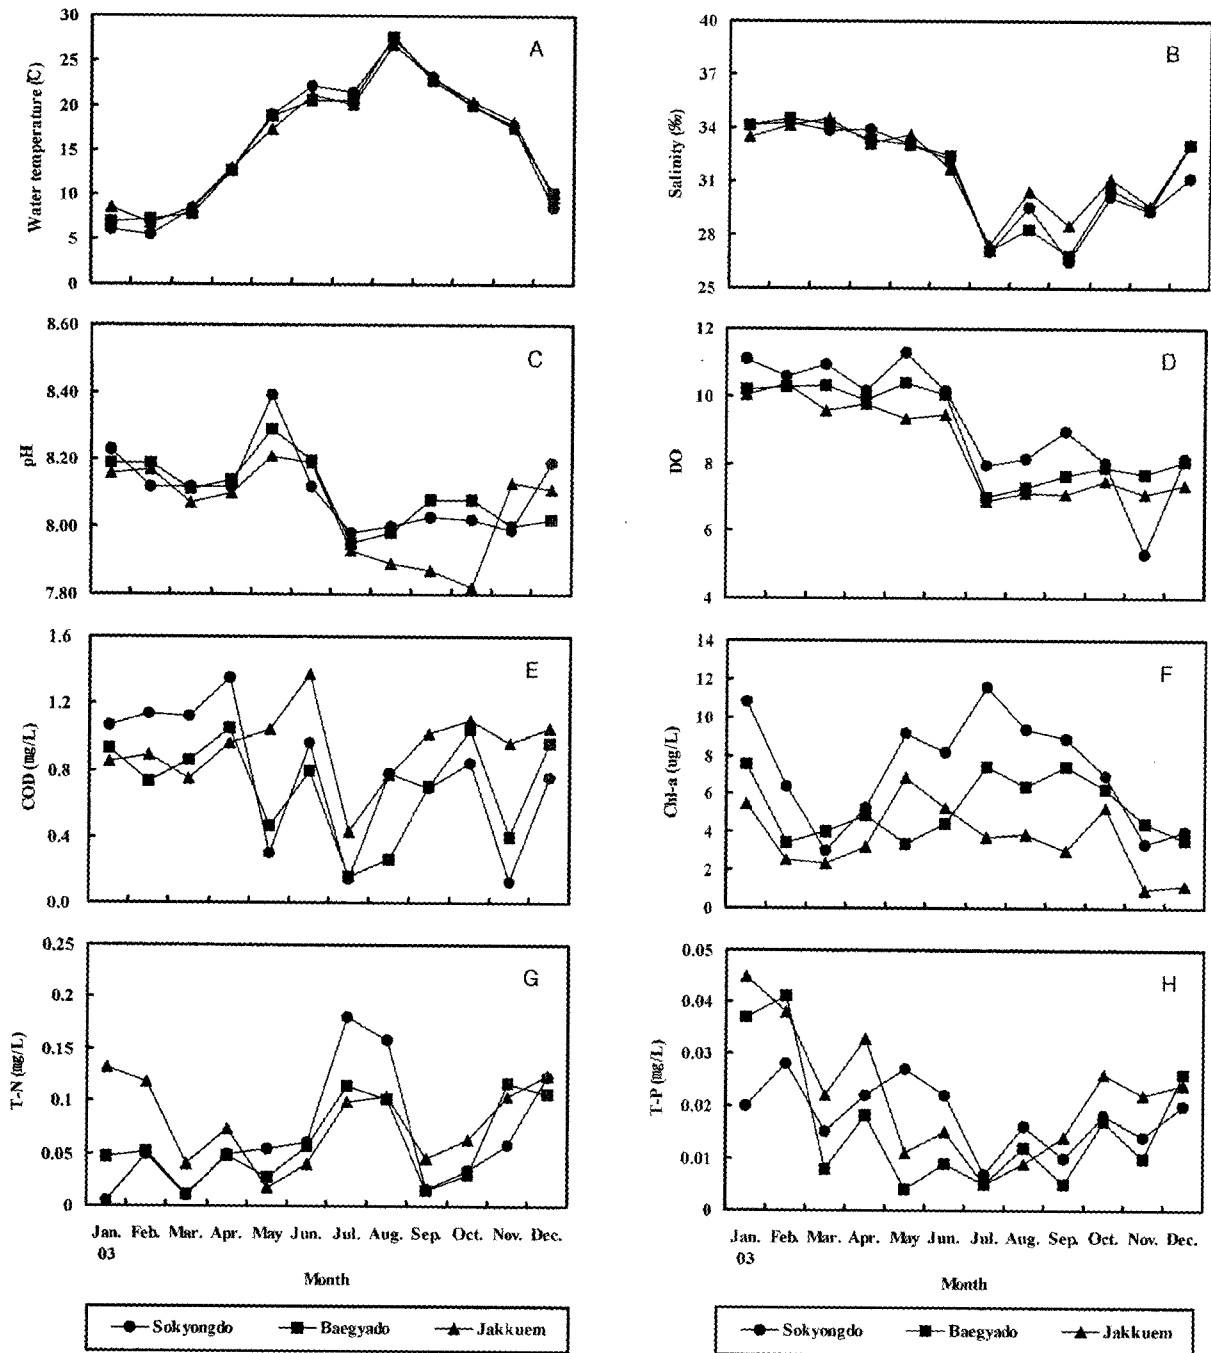 A
Water temperature (℃)
30
25
20
15
10
5
0
B
Salinity (‰)
40
37
34
31
28
25
C
pH
8.60
8.40
8.20
8.00
7.80
D
DO
12
10
8
6
4
E
COD (mg/L)
1.6
1.2
0.8
0.4
0.0
F
Chl-a (ug/L)
14
12
10
8
6
4
2
0
G
T-N (mg/L)
0.25
0.2
0.15
0.1
0.05
0
Jan. Feb. Mar. Apr. May Jun. Jul. Aug. Sep. Oct. Nov. Dec.
03
Month
H
T-P (mg/L)
0.05
0.04
0.03
0.02
0.01
0
Jan. Feb. Mar. Apr. May Jun. Jul. Aug. Sep. Oct. Nov. Dec.
03
Month
Sokyongdo Baegyado Jakkuem
Sokyongdo Baegyado Jakkuem